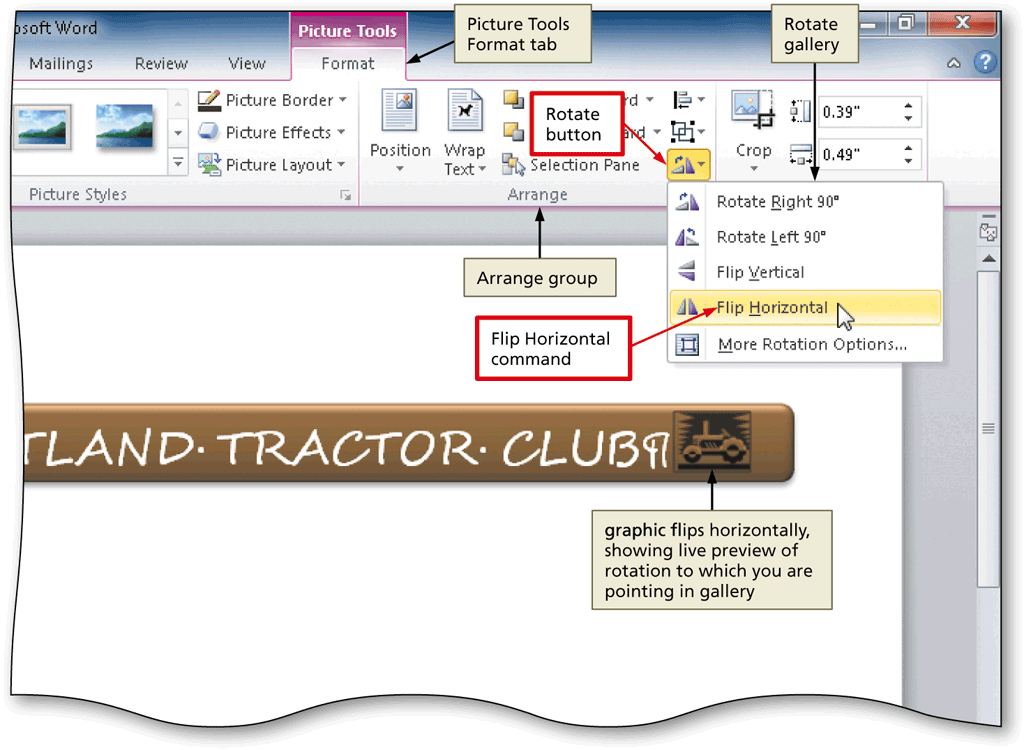 osoft Word
Picture Tools
Picture Tools
Format tab
Rotate
gallery
Mailings
Review
View
Format
Picture Border
Picture Effects
Picture Layout
Picture Styles
Position
Wrap
Text
Rotate
button
rd
ard
Selection Pane
Arrange
Crop
0.39"
0.49"
Rotate Right 90°
Rotate Left 90°
Flip Vertical
Flip Horizontal
More Rotation Options...
Arrange group
Flip Horizontal
command
TLAND·TRACTOR·CLUB¶
graphic flips horizontally,
showing live preview of
rotation to which you are
pointing in gallery